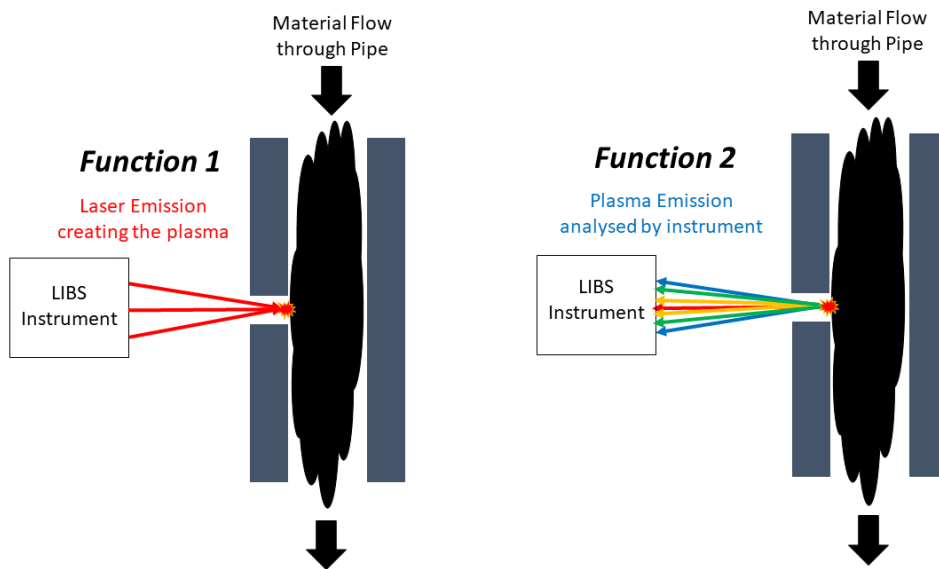 Material Flow
through Pipe
Function 1
Laser Emission
creating the plasma
LIBS
Instrument
Material Flow
through Pipe
Function 2
Plasma Emission
analysed by instrument
LIBS
Instrument